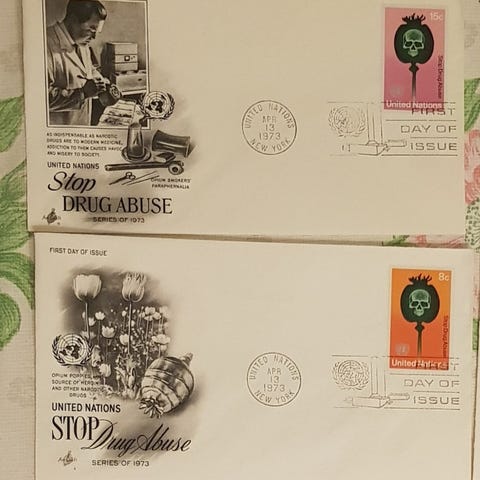 AS INDISPENSABLE AS NARCOTIC
DRUGS ARE TO MODERN MEDICINE,
ADDICTION TO THEM CAUSES HAVOC
AND MISERY TO SOCIETY.
UNITED NATIONS
OPIUM SMOKERS'
PARAPHERNALIA
Stop
DRUG ABUSE
SERIES OF 1973
UNITED NATIONS
APR
13
1973
NEW YORK
15c
Stop Drug Abuse
United Nations
FIRST
DAY OF
ISSUE
FIRST DAY OF ISSUE
OPIUM POPPIES,
SOURCE OF HEROIN
AND OTHER NARCOTIC
DRUGS
UNITED NATIONS
STOP Drug Abuse
SERIES OF 1973
UNITED NATIONS
APR
13
1973
NEW YORK
8c
Stop Drug Abuse
United Nations
FIRST
DAY OF
ISSUE